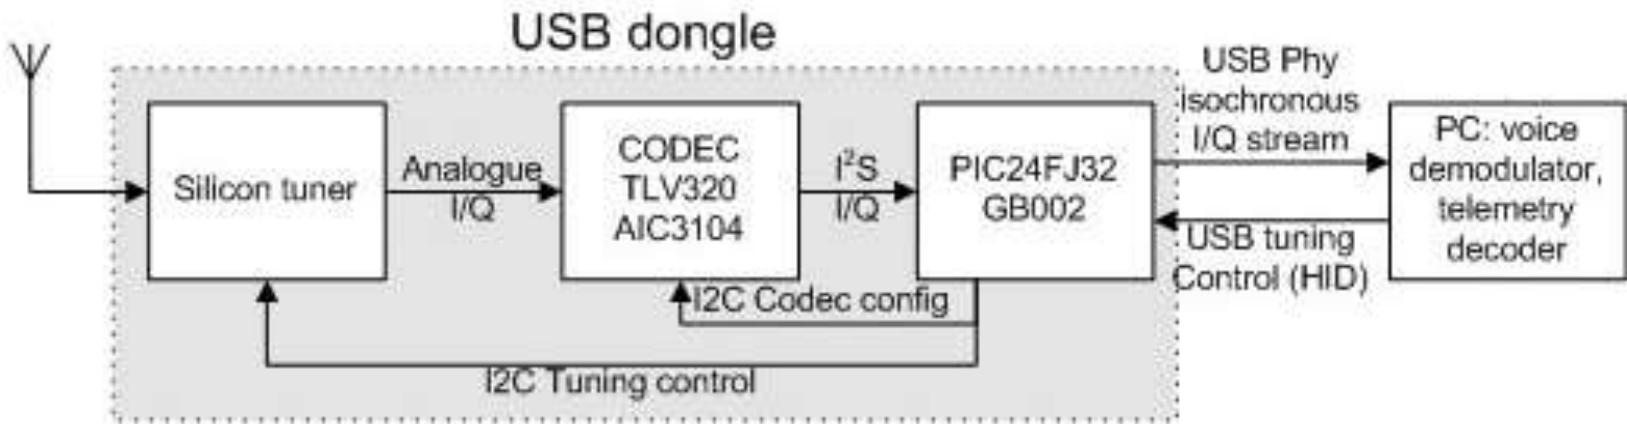 USB dongle
Silicon tuner
Analogue
I/Q
CODEC
TLV320
AIC3104
I²S
I/Q
PIC24FJ32
GB002
USB Phy
isochronous
I/Q stream
USB tuning
Control (HID)
PC: voice
demodulator,
telemetry
decoder
I2C Codec config
I2C Tuning control